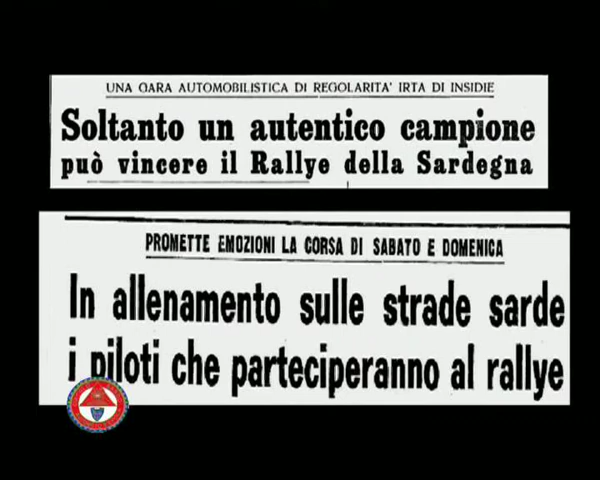 UNA GARA AUTOMOBILISTICA DI REGOLARITA' IRTA DI INSIDIE
Soltanto un autentico campione
può vincere il Rallye della Sardegna
PROMETTE EMOZIONI LA CORSA DI SABATO E DOMENICA
In allenamento sulle strade sarde
i piloti che parteciperanno al rallye